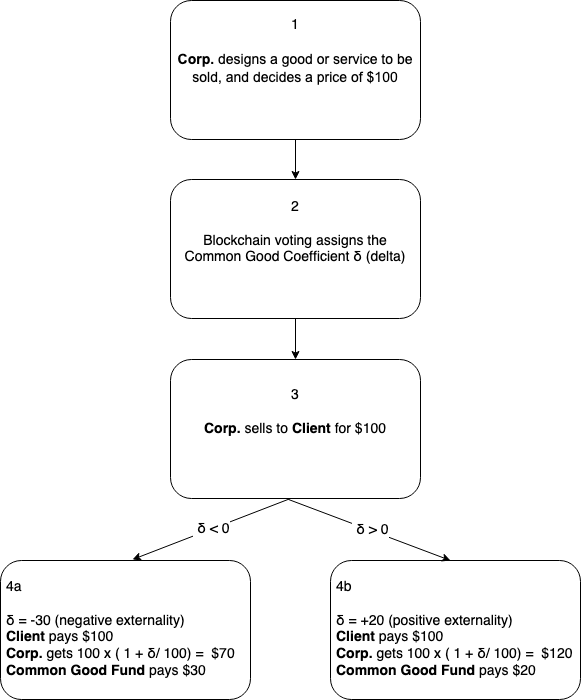 1
Corp. designs a good or service to be
sold, and decides a price of $100
2
Blockchain voting assigns the
Common Good Coefficient δ (delta)
3
Corp. sells to Client for $100
δ < 0
δ > 0
4a
δ = -30 (negative externality)
Client pays $100
Corp. gets 100 x ( 1 + δ/ 100) =  $70
Common Good Fund pays $30
4b
δ = +20 (positive externality)
Client pays $100
Corp. gets 100 x ( 1 + δ/ 100) =  $120
Common Good Fund pays $20